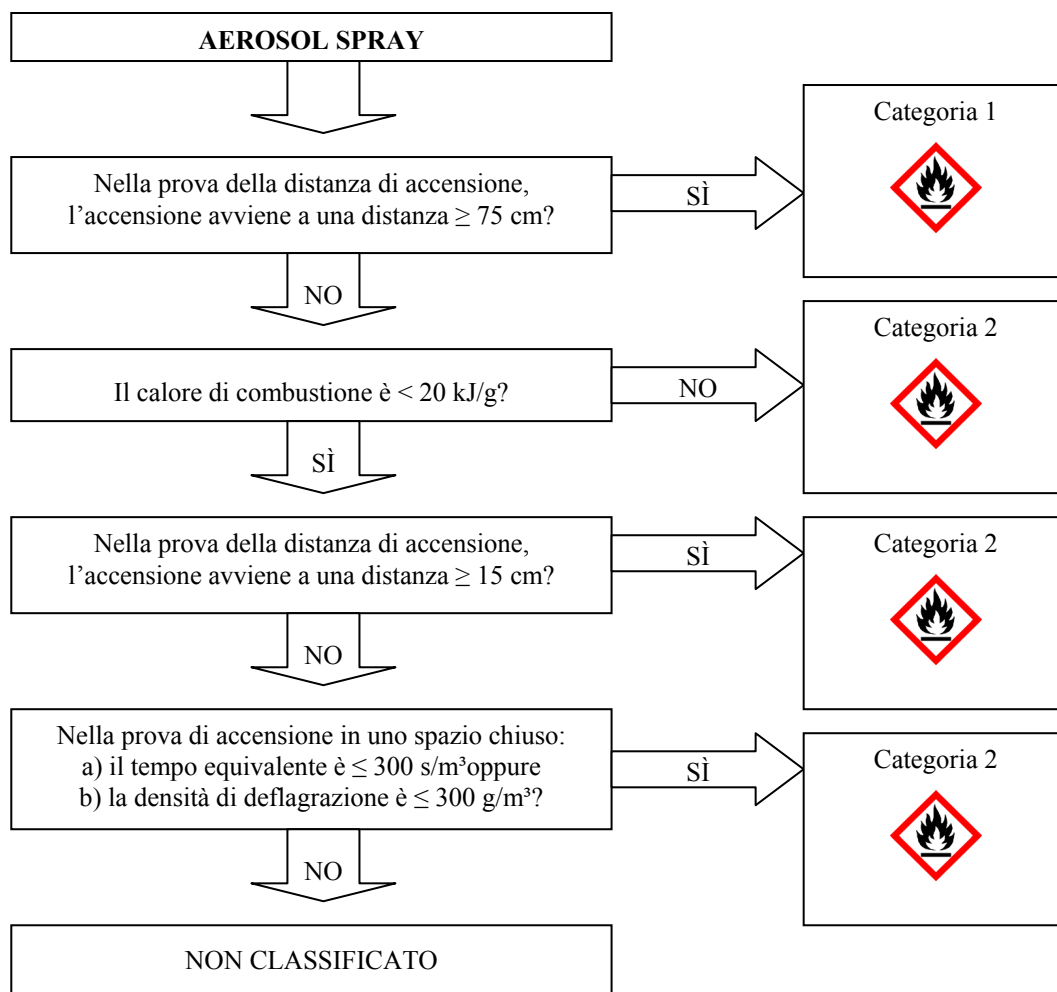 AEROSOL SPRAY
Categoria 1
Nella prova della distanza di accensione,
l’accensione avviene a una distanza ≥ 75 cm?
SÌ
NO
Categoria 2
Il calore di combustione è < 20 kJ/g?
NO
SÌ
Nella prova della distanza di accensione,
l’accensione avviene a una distanza ≥ 15 cm?
SÌ
Categoria 2
NO
Nella prova di accensione in uno spazio chiuso:
a) il tempo equivalente è ≤ 300 s/m³oppure
b) la densità di deflagrazione è ≤ 300 g/m³?
SÌ
Categoria 2
NO
NON CLASSIFICATO